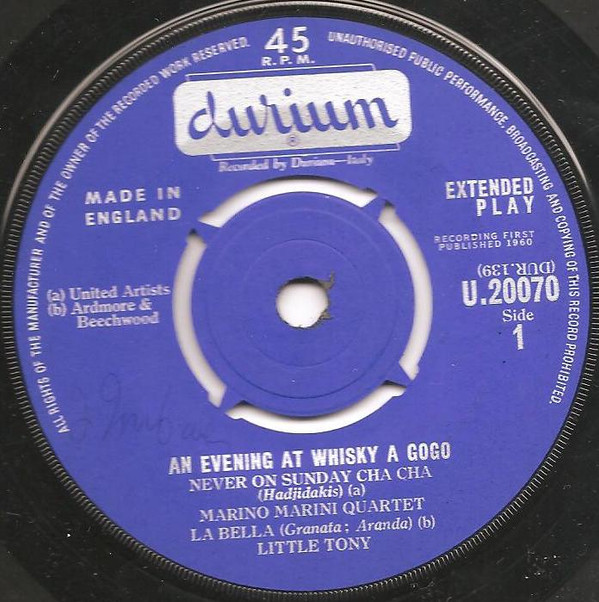 ALL RIGHTS OF THE MANUFACTURER AND OF THE OWNER OF THE RECORDED WORK RESERVED. UNAUTHORISED PUBLIC PERFORMANCE, BROADCASTING AND COPYING OF THIS RECORD PROHIBITED.
45
R.P.M.
durium
®
Recorded by Durium—Italy
MADE IN
ENGLAND
EXTENDED
PLAY
RECORDING FIRST
PUBLISHED 1960
(DUR.139)
U.20070
Side
1
(a) United Artists
(b) Ardmore &
Beechwood
AN EVENING AT WHISKY A GOGO
NEVER ON SUNDAY CHA CHA
(Hadjidakis) (a)
MARINO MARINI QUARTET
LA BELLA (Granata; Aranda) (b)
LITTLE TONY